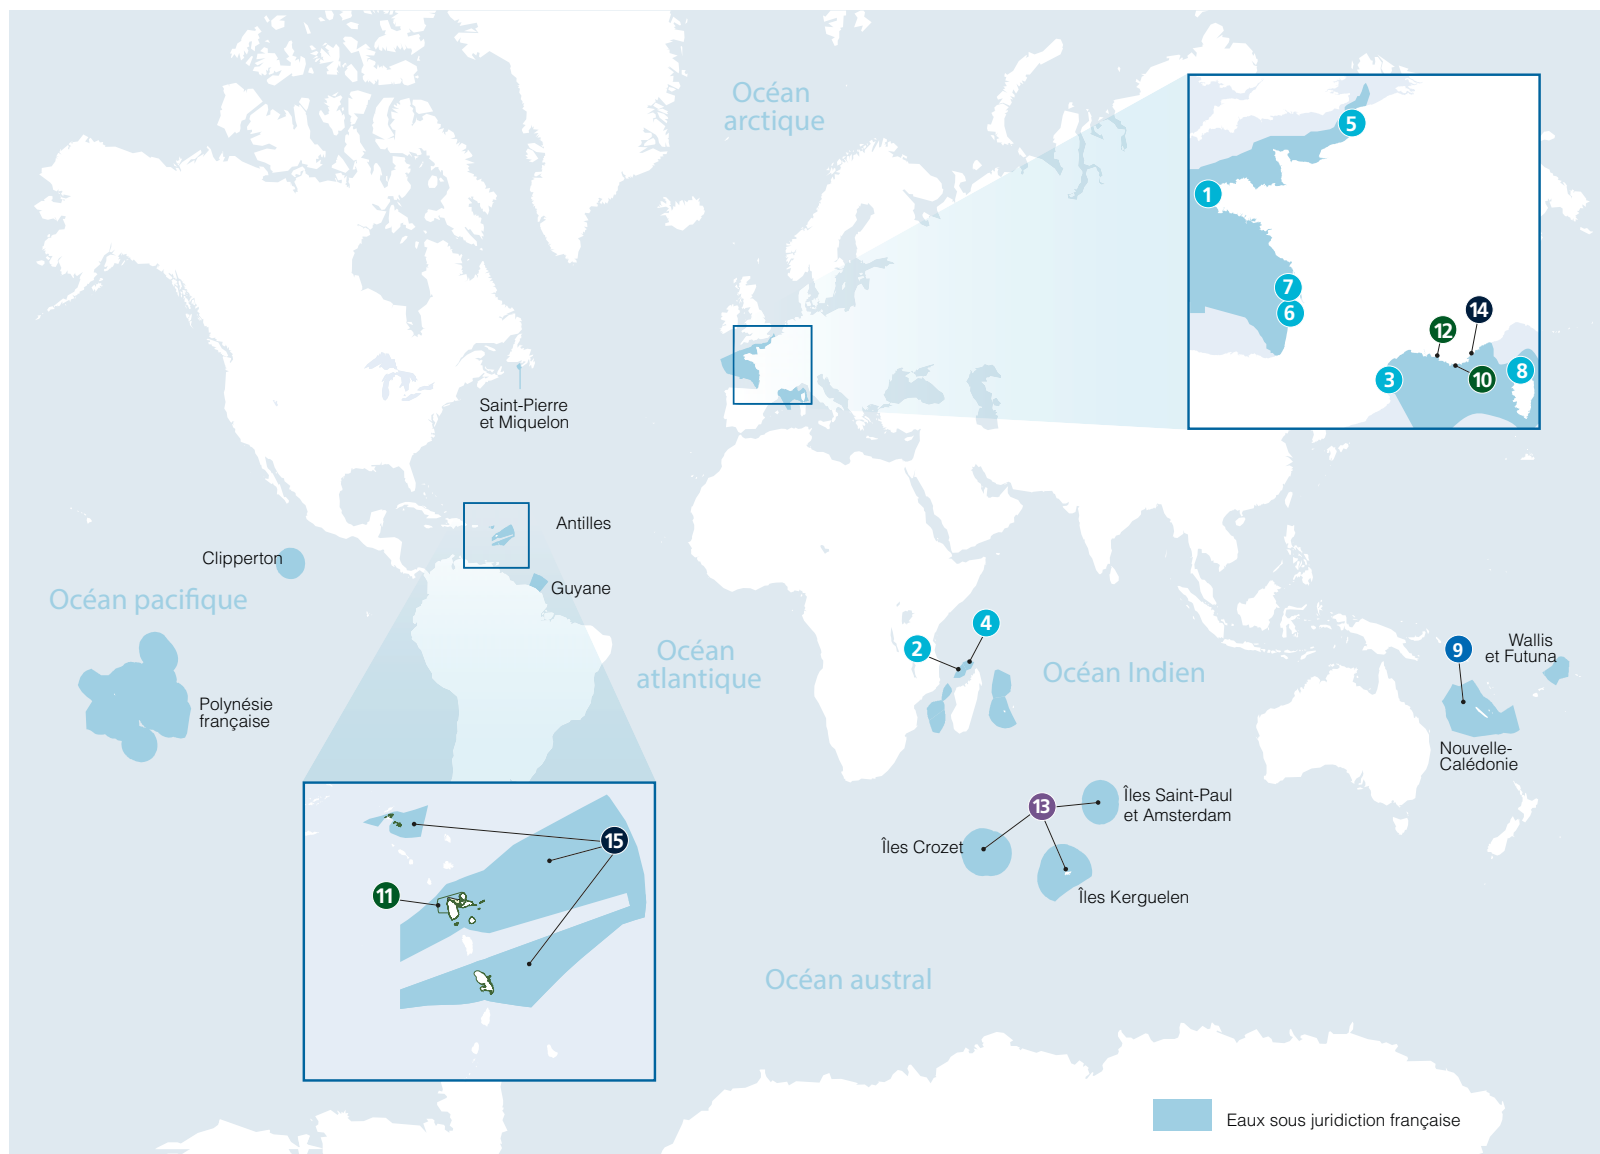 Océan
arctique
5
1
7
6
14
12
3
10
8
Saint-Pierre
et Miquelon
Antilles
Clipperton
Guyane
Océan pacifique
4
2
Océan
atlantique
Océan Indien
9
Wallis
et Futuna
Polynésie
française
Nouvelle-
Calédonie
13
Îles Saint-Paul
et Amsterdam
Îles Crozet
Îles Kerguelen
15
11
Océan austral
Eaux sous juridiction française